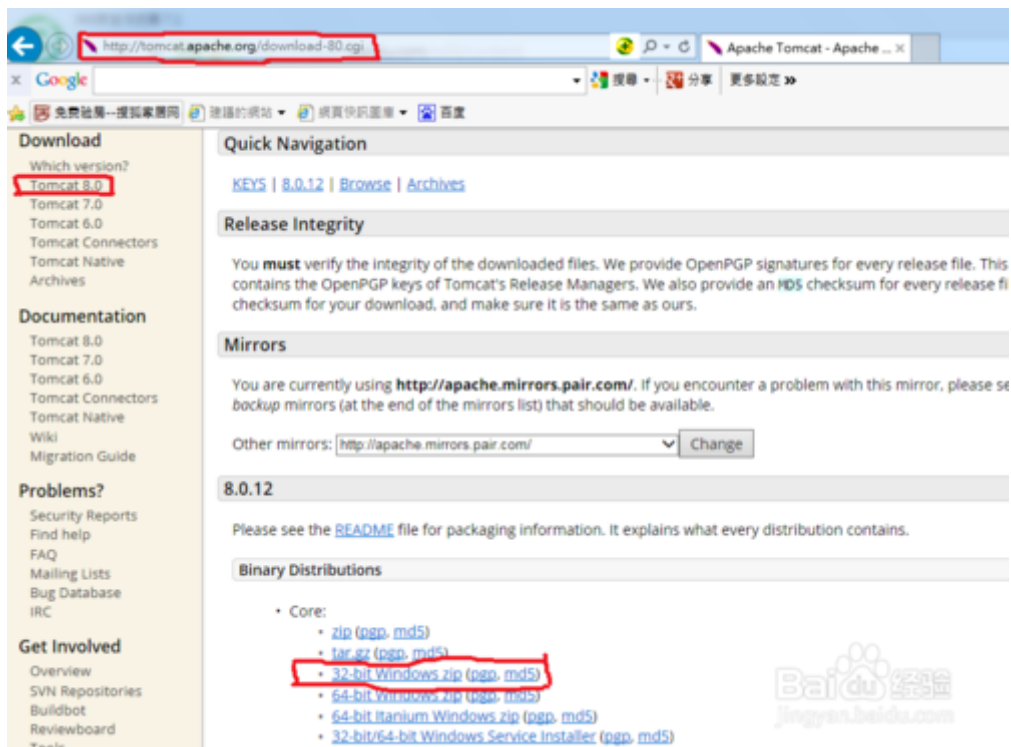 http://tomcat.apache.org/download-80.cgi
Apache Tomcat - Apache ...
Google
搜尋
分享
更多設定 »
免费验房--搜狐家居网
建議的網站
網頁快訊圖庫
百度
Download
Which version?
Tomcat 8.0
Tomcat 7.0
Tomcat 6.0
Tomcat Connectors
Tomcat Native
Archives
Documentation
Tomcat 8.0
Tomcat 7.0
Tomcat 6.0
Tomcat Connectors
Tomcat Native
Wiki
Migration Guide
Problems?
Security Reports
Find help
FAQ
Mailing Lists
Bug Database
IRC
Get Involved
Overview
SVN Repositories
Buildbot
Reviewboard
Tools
Quick Navigation
KEYS | 8.0.12 | Browse | Archives
Release Integrity
You must verify the integrity of the downloaded files. We provide OpenPGP signatures for every release file. This
contains the OpenPGP keys of Tomcat's Release Managers. We also provide an MD5 checksum for every release fi
checksum for your download, and make sure it is the same as ours.
Mirrors
You are currently using http://apache.mirrors.pair.com/. If you encounter a problem with this mirror, please se
backup mirrors (at the end of the mirrors list) that should be available.
Other mirrors: http://apache.mirrors.pair.com/ Change
8.0.12
Please see the README file for packaging information. It explains what every distribution contains.
Binary Distributions
• Core:
• zip (pgp, md5)
• tar.gz (pgp, md5)
• 32-bit Windows zip (pgp, md5)
• 64-bit Windows zip (pgp, md5)
• 64-bit Itanium Windows zip (pgp, md5)
• 32-bit/64-bit Windows Service Installer (pgp, md5)
Baidu 经验
jingyan.baidu.com